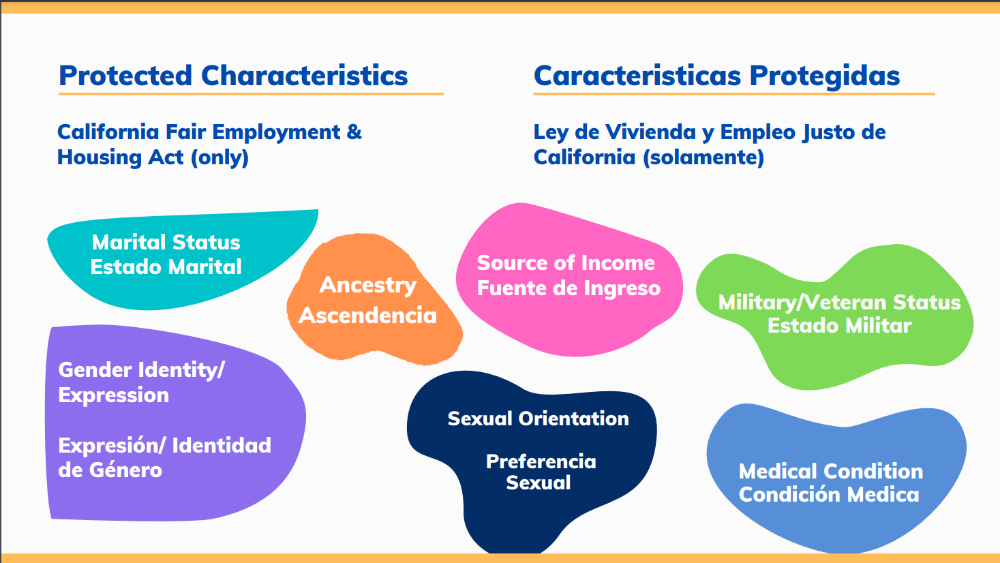 Protected Characteristics
California Fair Employment &
Housing Act (only)
Caracteristicas Protegidas
Ley de Vivienda y Empleo Justo de
California (solamente)
Marital Status
Estado Marital
Ancestry
Ascendencia
Source of Income
Fuente de Ingreso
Military/Veteran Status
Estado Militar
Gender Identity/
Expression
Expresión/ Identidad
de Género
Sexual Orientation
Preferencia
Sexual
Medical Condition
Condición Medica